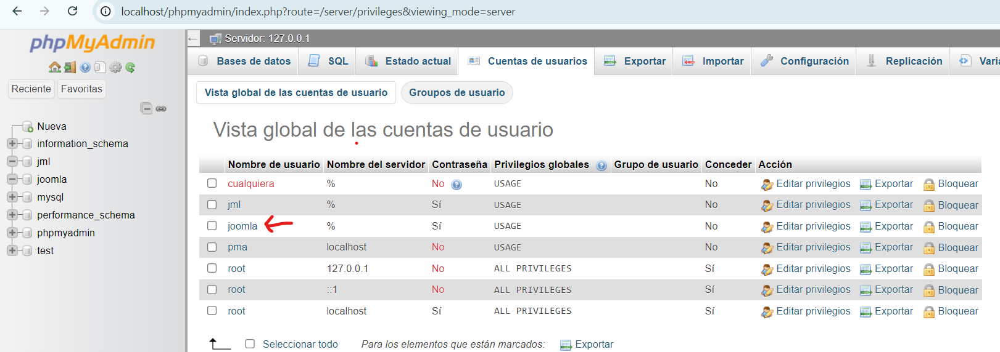 localhost/phpmyadmin/index.php?route=/server/privileges&viewing_mode=server
phpMyAdmin
Reciente Favoritas
Nueva
information_schema
jml
joomla
mysql
performance_schema
phpmyadmin
test
Servidor: 127.0.0.1
Bases de datos SQL Estado actual Cuentas de usuarios Exportar Importar Configuración Replicación Varia
Vista global de las cuentas de usuario Groupos de usuario
Vista global de las cuentas de usuario
Nombre de usuario Nombre del servidor Contraseña Privilegios globales Grupo de usuario Conceder Acción
cualquiera % No USAGE No Editar privilegios Exportar Bloquear
jml % Sí USAGE No Editar privilegios Exportar Bloquear
joomla % Sí USAGE No Editar privilegios Exportar Bloquear
pma localhost No USAGE No Editar privilegios Exportar Bloquear
root 127.0.0.1 No ALL PRIVILEGES Sí Editar privilegios Exportar Bloquear
root ::1 No ALL PRIVILEGES Sí Editar privilegios Exportar Bloquear
root localhost Sí ALL PRIVILEGES Sí Editar privilegios Exportar Bloquear
Seleccionar todo Para los elementos que están marcados: Exportar